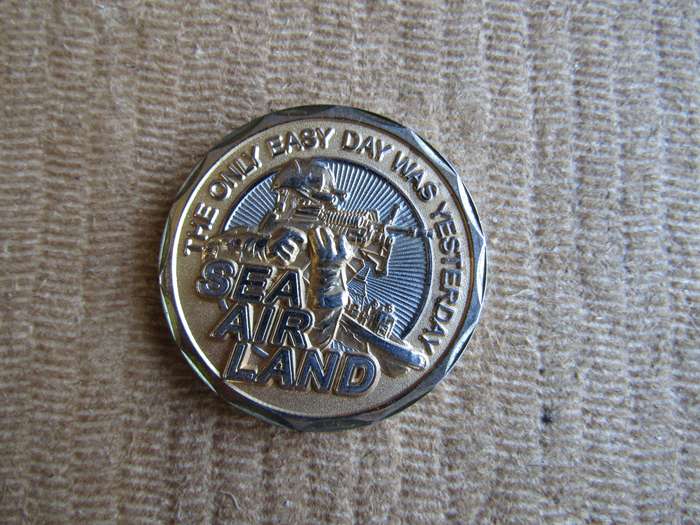 THE ONLY EASY DAY WAS YESTERDAY
SEA
AIR
LAND